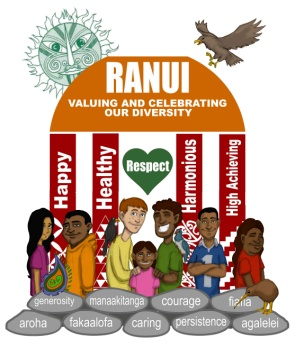 RANUI
VALUING AND CELEBRATING
OUR DIVERSITY
Happy
Healthy
Respect
Harmonious
High Achieving
generosity
manaakitanga
courage
fiafia
aroha
fakaalofa
caring
persistence
agalelei